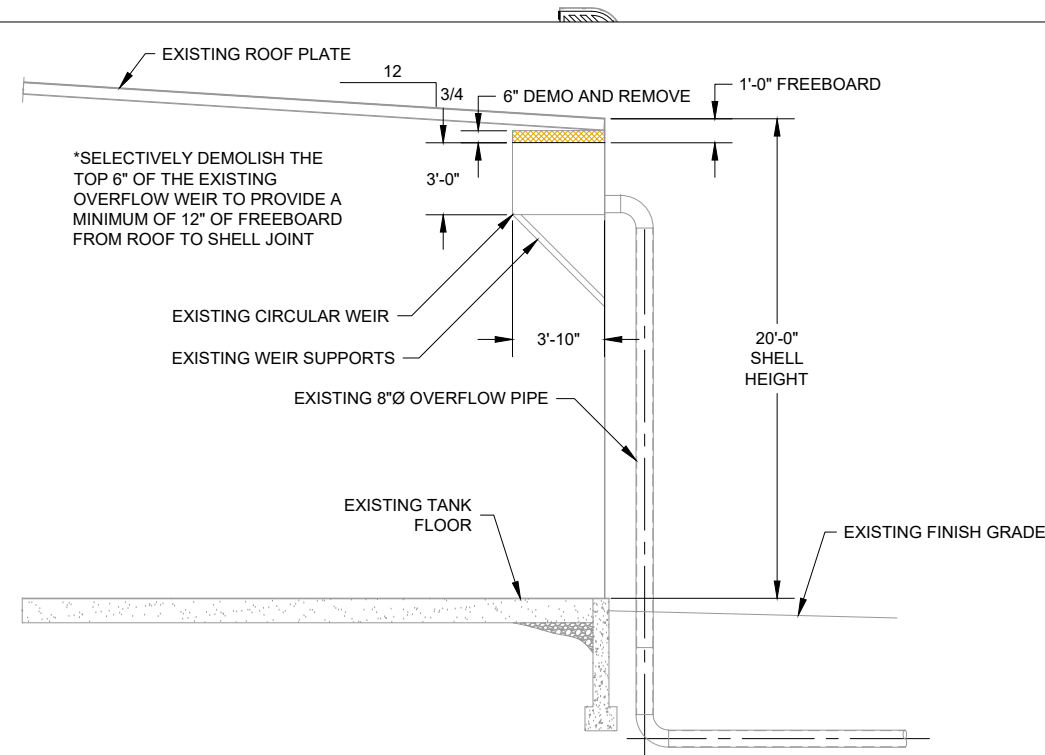 EXISTING ROOF PLATE
12
3/4
6" DEMO AND REMOVE
1'-0" FREEBOARD
*SELECTIVELY DEMOLISH THE
TOP 6" OF THE EXISTING
OVERFLOW WEIR TO PROVIDE A
MINIMUM OF 12" OF FREEBOARD
FROM ROOF TO SHELL JOINT
3'-0"
EXISTING CIRCULAR WEIR
EXISTING WEIR SUPPORTS
3'-10"
20'-0"
SHELL
HEIGHT
EXISTING 8"Ø OVERFLOW PIPE
EXISTING TANK
FLOOR
EXISTING FINISH GRADE